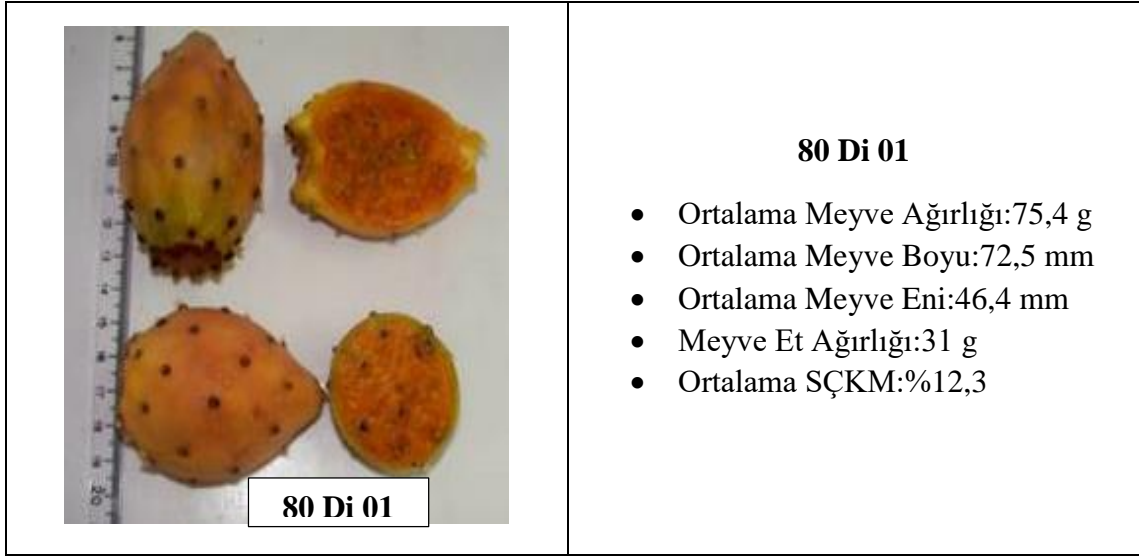 80 Di 01
80 Di 01
• Ortalama Meyve Ağırlığı:75,4 g
• Ortalama Meyve Boyu:72,5 mm
• Ortalama Meyve Eni:46,4 mm
• Meyve Et Ağırlığı:31 g
• Ortalama SÇKM:%12,3